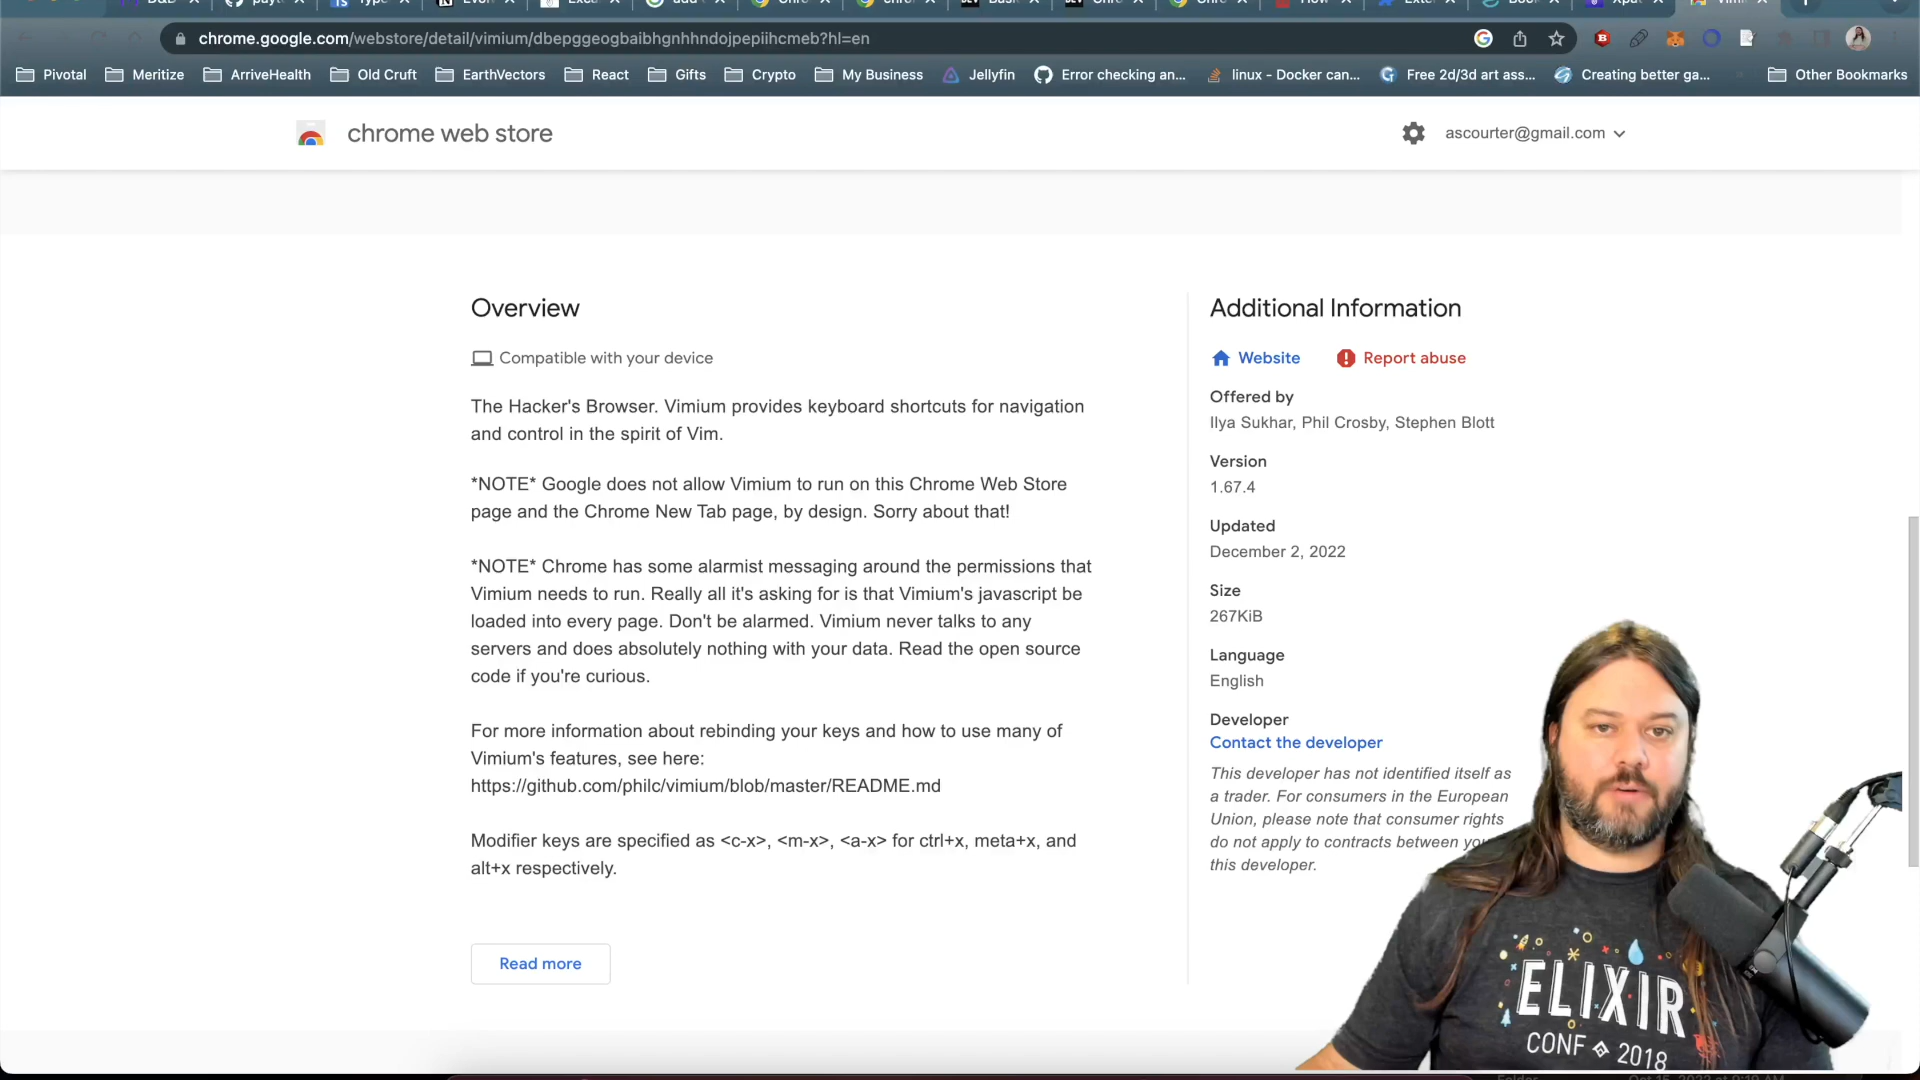 chrome.google.com/webstore/detail/vimium/dbepggeogbaibhgnhhndojpepiihcmeb?hl=en
Pivotal
Meritize
ArriveHealth
Old Cruft
EarthVectors
React
Gifts
Crypto
My Business
Jellyfin
Error checking an...
linux - Docker can...
Free 2d/3d art ass...
Creating better ga...
Other Bookmarks
chrome web store
ascourter@gmail.com
Overview
Compatible with your device
The Hacker's Browser. Vimium provides keyboard shortcuts for navigation
and control in the spirit of Vim.
*NOTE* Google does not allow Vimium to run on this Chrome Web Store
page and the Chrome New Tab page, by design. Sorry about that!
*NOTE* Chrome has some alarmist messaging around the permissions that
Vimium needs to run. Really all it's asking for is that Vimium's javascript be
loaded into every page. Don't be alarmed. Vimium never talks to any
servers and does absolutely nothing with your data. Read the open source
code if you're curious.
For more information about rebinding your keys and how to use many of
Vimium's features, see here:
https://github.com/philc/vimium/blob/master/README.md
Modifier keys are specified as <c-x>, <m-x>, <a-x> for ctrl+x, meta+x, and
alt+x respectively.
Read more
Additional Information
Website
Report abuse
Offered by
Ilya Sukhar, Phil Crosby, Stephen Blott
Version
1.67.4
Updated
December 2, 2022
Size
267KiB
Language
English
Developer
Contact the developer
This developer has not identified itself as
a trader. For consumers in the European
Union, please note that consumer rights
do not apply to contracts between
this developer.
ELIXIR
CONF 2018